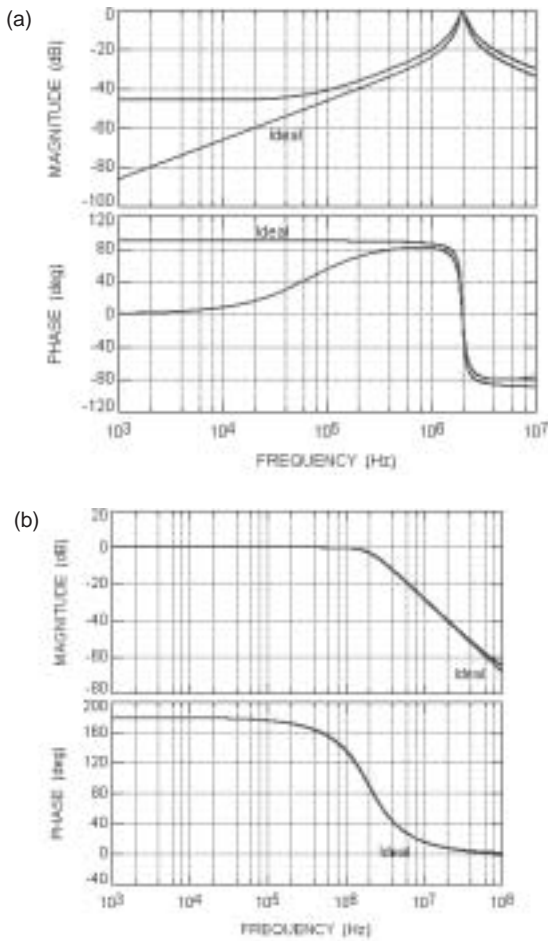 (a)
0
-20
-40
-60
-80
-100
MAGNITUDE (dB)
Ideal
120
80
40
0
-40
-80
-120
PHASE (deg)
Ideal
10³ 10⁴ 10⁵ 10⁶ 10⁷
FREQUENCY (Hz)
(b)
20
0
-20
-40
-60
-80
MAGNITUDE (dB)
Ideal
200
160
120
80
40
0
-40
PHASE (deg)
Ideal
10³ 10⁴ 10⁵ 10⁶ 10⁷ 10⁸
FREQUENCY (Hz)